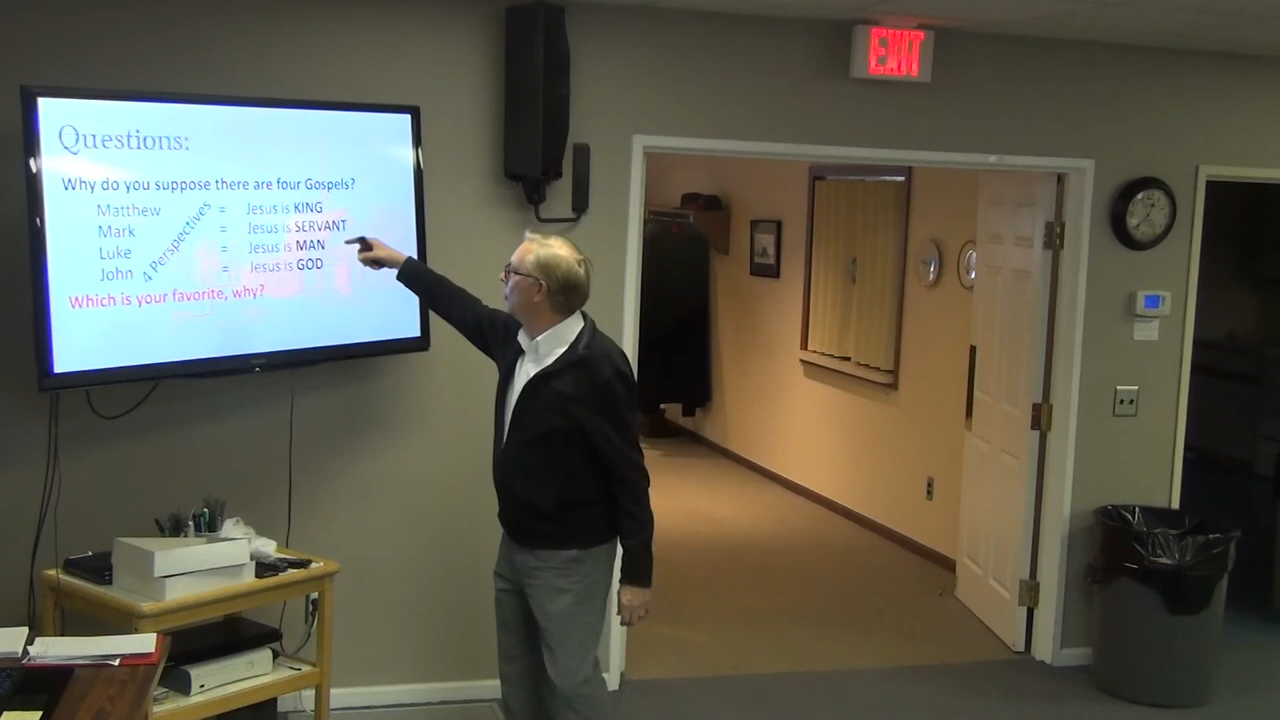 Questions:
Why do you suppose there are four Gospels?
Matthew = Jesus is KING
Mark = Jesus is SERVANT
Luke = Jesus is MAN
John = Jesus is GOD
4 Perspectives
Which is your favorite, why?
EXIT